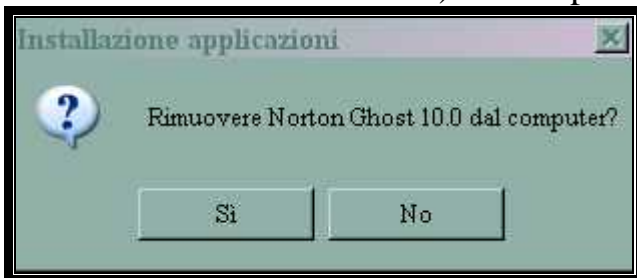 Installazione applicazioni
Rimuovere Norton Ghost 10.0 dal computer?
Sì
No